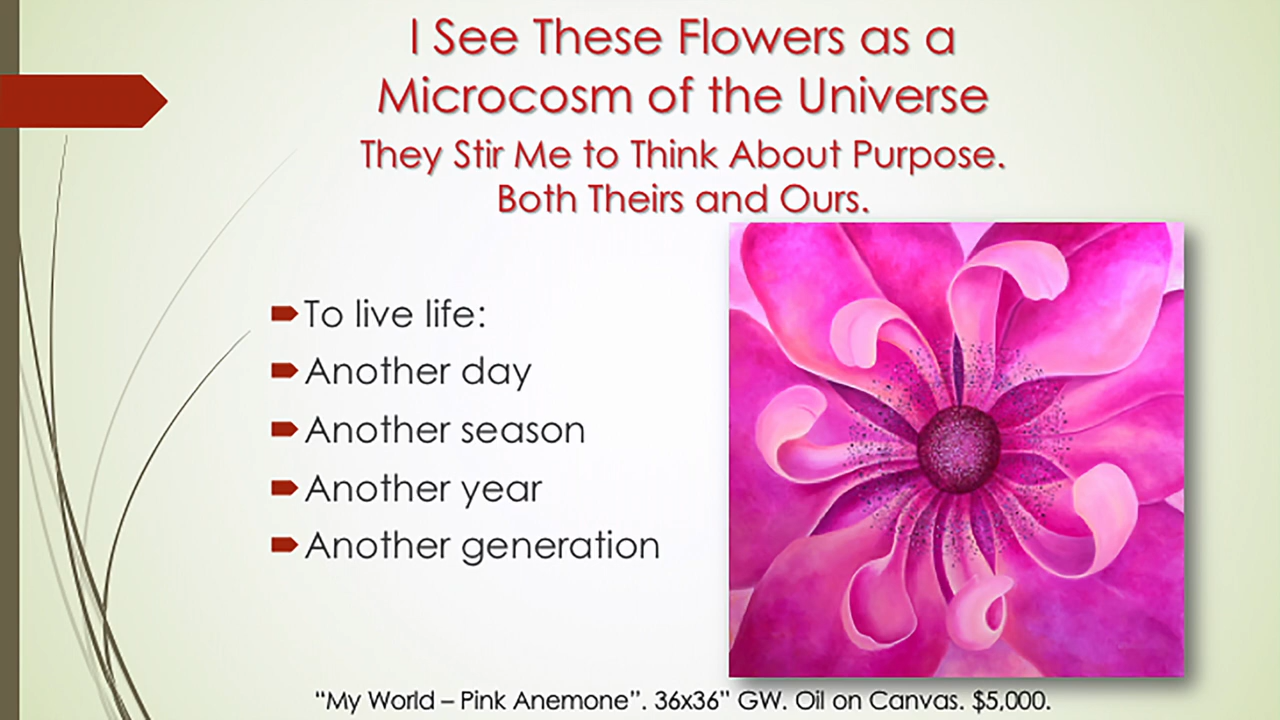 I See These Flowers as a
Microcosm of the Universe
They Stir Me to Think About Purpose.
Both Theirs and Ours.
To live life:
Another day
Another season
Another year
Another generation
“My World – Pink Anemone”. 36x36” GW. Oil on Canvas. $5,000.